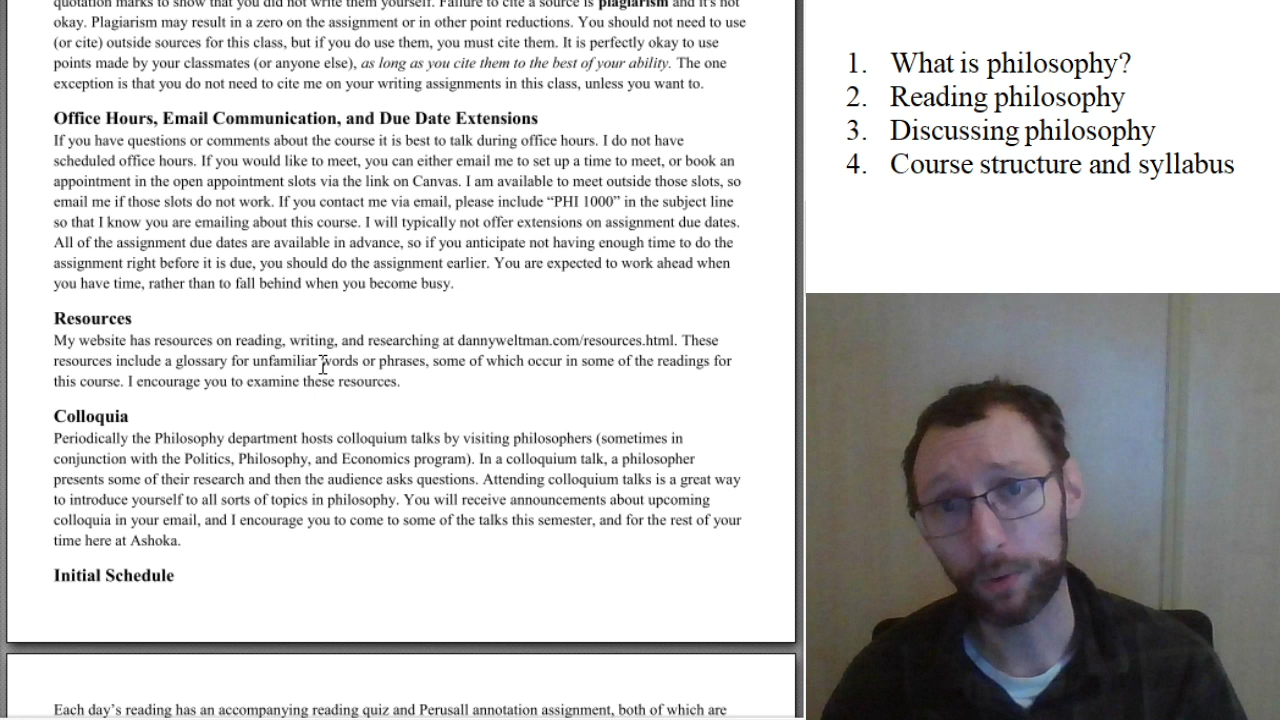 quotation marks to show that you did not write them yourself. Failure to cite a source is plagiarism and it's not
okay. Plagiarism may result in a zero on the assignment or in other point reductions. You should not need to use
(or cite) outside sources for this class, but if you do use them, you must cite them. It is perfectly okay to use
points made by your classmates (or anyone else), as long as you cite them to the best of your ability. The one
exception is that you do not need to cite me on your writing assignments in this class, unless you want to.
Office Hours, Email Communication, and Due Date Extensions
If you have questions or comments about the course it is best to talk during office hours. I do not have
scheduled office hours. If you would like to meet, you can either email me to set up a time to meet, or book an
appointment in the open appointment slots via the link on Canvas. I am available to meet outside those slots, so
email me if those slots do not work. If you contact me via email, please include “PHI 1000” in the subject line
so that I know you are emailing about this course. I will typically not offer extensions on assignment due dates.
All of the assignment due dates are available in advance, so if you anticipate not having enough time to do the
assignment right before it is due, you should do the assignment earlier. You are expected to work ahead when
you have time, rather than to fall behind when you become busy.
Resources
My website has resources on reading, writing, and researching at dannyweltman.com/resources.html. These
resources include a glossary for unfamiliar words or phrases, some of which occur in some of the readings for
this course. I encourage you to examine these resources.
Colloquia
Periodically the Philosophy department hosts colloquium talks by visiting philosophers (sometimes in
conjunction with the Politics, Philosophy, and Economics program). In a colloquium talk, a philosopher
presents some of their research and then the audience asks questions. Attending colloquium talks is a great way
to introduce yourself to all sorts of topics in philosophy. You will receive announcements about upcoming
colloquia in your email, and I encourage you to come to some of the talks this semester, and for the rest of your
time here at Ashoka.
Initial Schedule
Each day’s reading has an accompanying reading quiz and Perusall annotation assignment, both of which are
1. What is philosophy?
2. Reading philosophy
3. Discussing philosophy
4. Course structure and syllabus